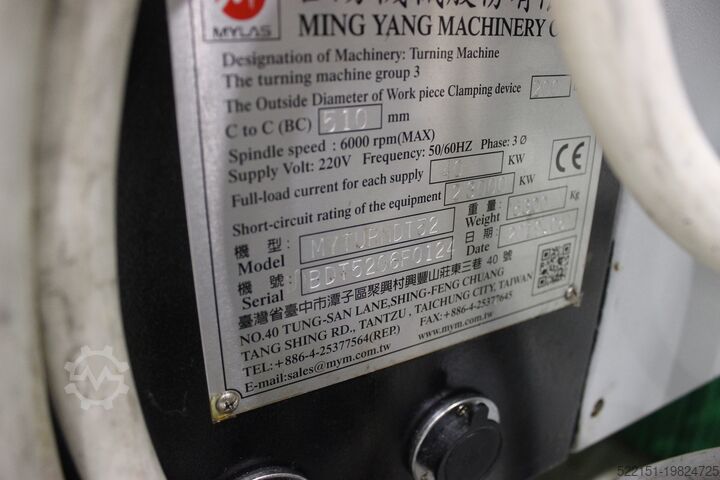 MYLAS
MING YANG MACHINERY C
Designation of Machinery: Turning Machine
The turning machine group 3
The Outside Diameter of Work piece Clamping device
C to C (BC) 510 mm
Spindle speed : 6000 rpm(MAX)
Supply Volt: 220V Frequency: 50/60HZ Phase: 3 Ø
Full-load current for each supply KW
Short-circuit rating of the equipment KW
機 型: MYTURNDT52 重 量: Kg
Model Weight
機 號: BDT5206F0124 日 期:
Serial Date
臺灣省臺中市潭子區聚興村興豐山莊東三巷 40 號
NO.40 TUNG-SAN LANE,SHING-FENG CHUANG
TANG SHING RD., TANTZU , TAICHUNG CITY, TAIWAN
TEL:+886-4-25377564(REP.) FAX:+886-4-25377645
E-mail:sales@mym.com.tw www.mym.com.tw
CE
522151-19824725